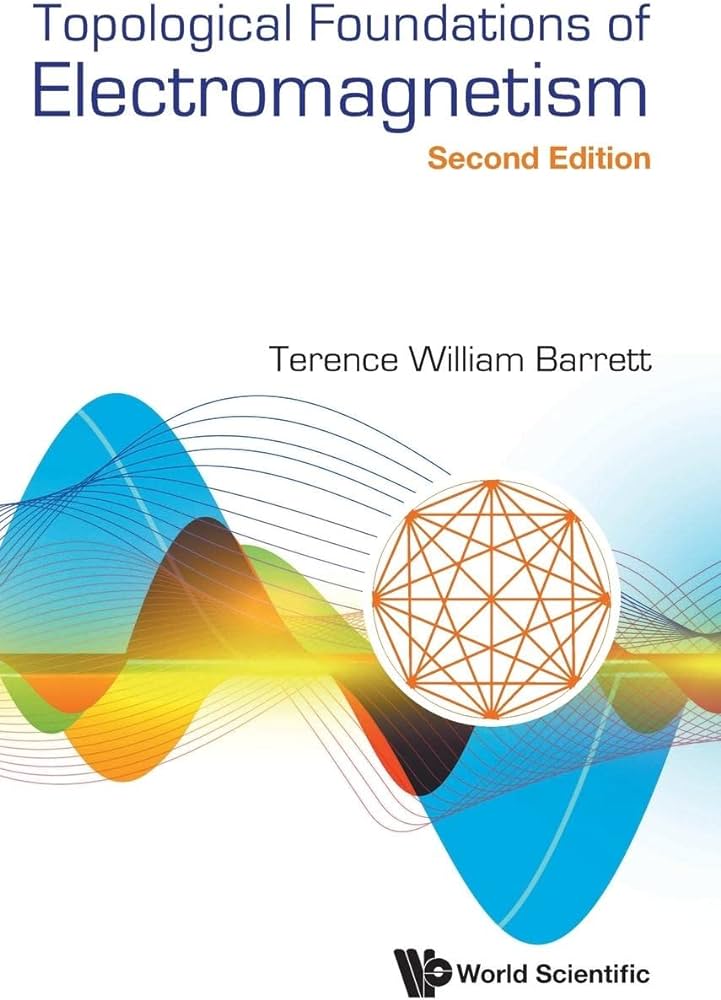 Topological Foundations of
Electromagnetism
Second Edition
Terence William Barrett
World Scientific